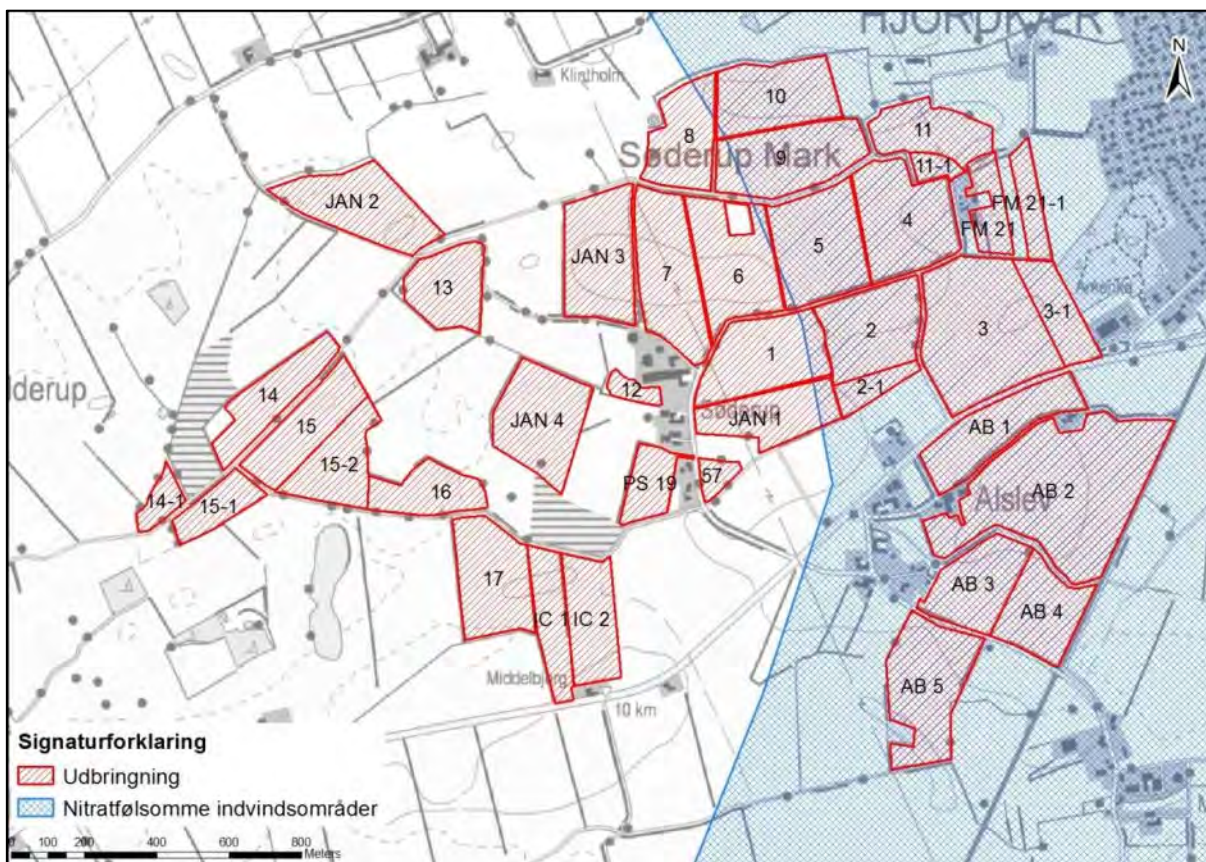 HJORDKÆR
N
Klintholm
10
8
11
Søderup Mark
9
11-1
JAN 2
FM 21-1
4
FM 21
JAN 3
5
7
6
13
3
3-1
2
1
12
2-1
14
JAN 4
JAN 1
Søderup
AB 1
15
15-2
PS 19
57
AB 2
14-1
15-1
16
Alslev
17
AB 3
IC 1
IC 2
AB 4
Middelbjerg
AB 5
10 km
Signaturforklaring
Udbringning
Nitratfølsomme indvindsområder
0 100 200 400 600 800
Meters